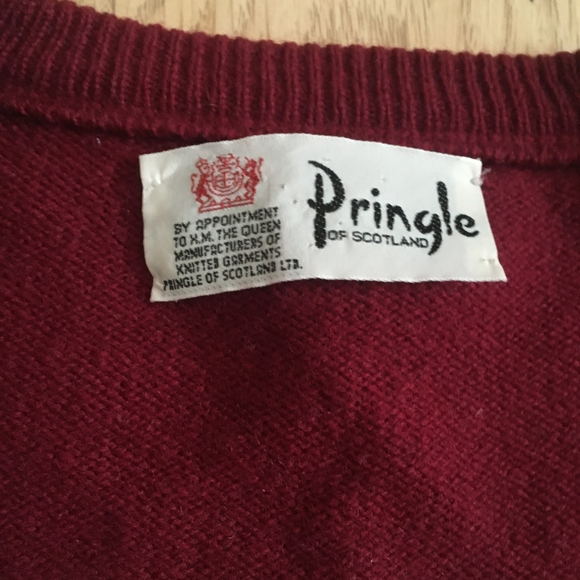 BY APPOINTMENT
TO H.M. THE QUEEN
MANUFACTURERS OF
KNITTED GARMENTS
PRINGLE OF SCOTLAND LTD.
Pringle
OF SCOTLAND